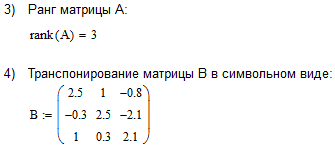 3) Ранг матрицы А:
rank(A) = 3
4) Транспонирование матрицы В в символьном виде:
2.5 1 −0.8
B := −0.3 2.5 −2.1
1 0.3 2.1